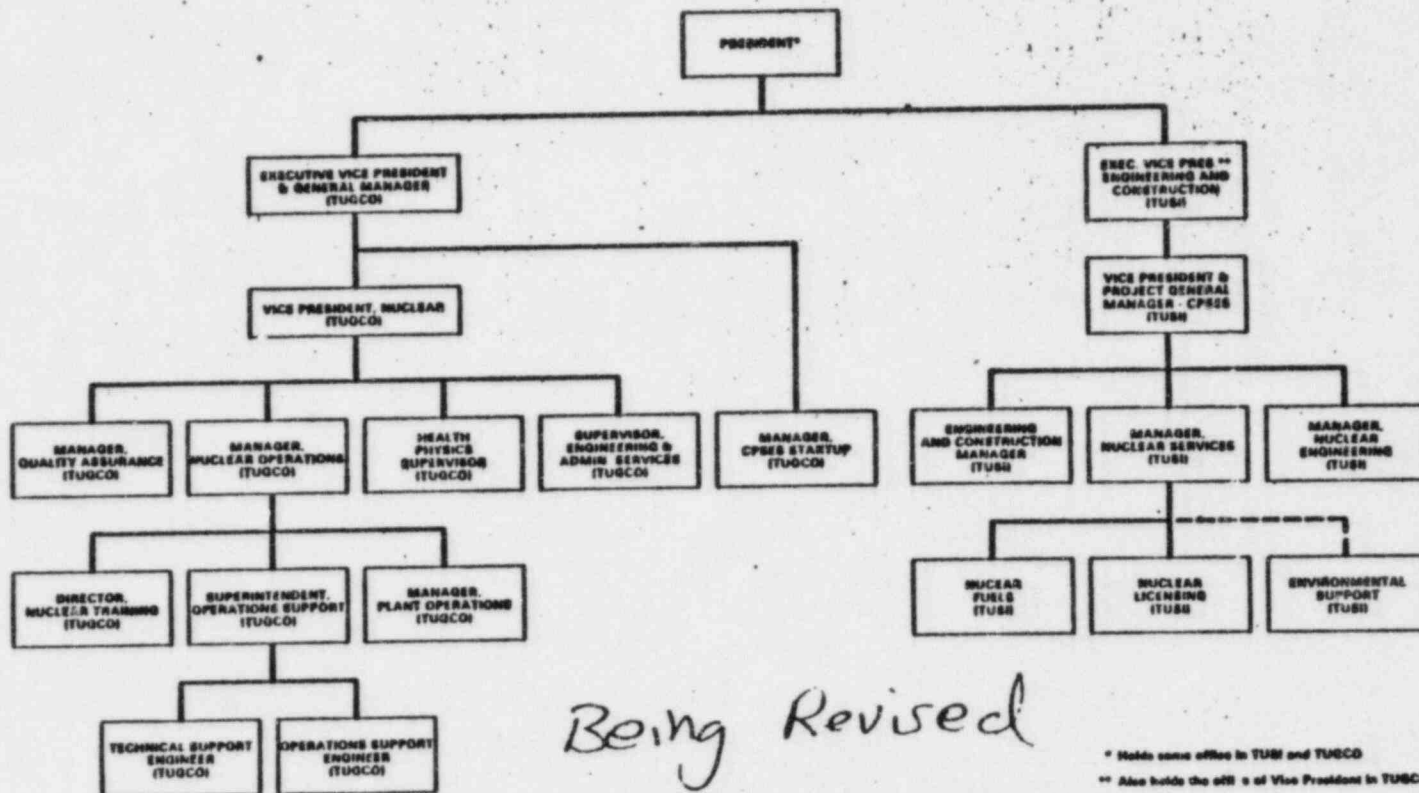 PRESIDENT*
EXECUTIVE VICE PRESIDENT
& GENERAL MANAGER
(TUGCO)
EXEC. VICE PRES **
ENGINEERING AND
CONSTRUCTION
(TUSI)
VICE PRESIDENT, NUCLEAR
(TUGCO)
VICE PRESIDENT &
PROJECT GENERAL
MANAGER - CPSES
(TUSI)
MANAGER,
QUALITY ASSURANCE
(TUGCO)
MANAGER,
NUCLEAR OPERATIONS
(TUGCO)
HEALTH
PHYSICS
SUPERVISOR
(TUGCO)
SUPERVISOR,
ENGINEERING &
ADMIN. SERVICES
(TUGCO)
MANAGER,
CPSES STARTUP
(TUGCO)
ENGINEERING
AND CONSTRUCTION
MANAGER
(TUSI)
MANAGER,
NUCLEAR SERVICES
(TUSI)
MANAGER,
NUCLEAR
ENGINEERING
(TUSI)
DIRECTOR,
NUCLEAR TRAINING
(TUGCO)
SUPERINTENDENT,
OPERATIONS SUPPORT
(TUGCO)
MANAGER,
PLANT OPERATIONS
(TUGCO)
NUCEAR
FUELS
(TUSI)
NUCLEAR
LICENSING
(TUSI)
ENVIRONMENTAL
SUPPORT
(TUSI)
TECHNICAL SUPPORT
ENGINEER
(TUGCO)
OPERATIONS SUPPORT
ENGINEER
(TUGCO)
Being Revised
* Holds same office in TUSI and TUGCO
** Also holds the of Vice President in TUGC